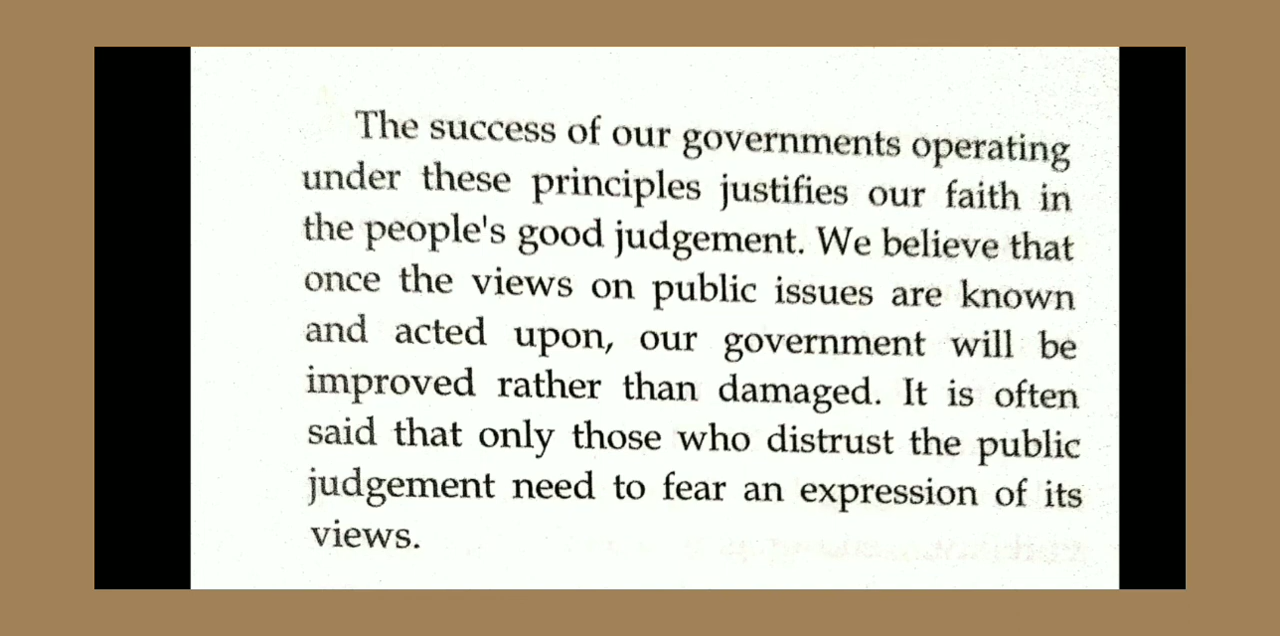 The success of our governments operating
under these principles justifies our faith in
the people's good judgement. We believe that
once the views on public issues are known
and acted upon, our government will be
improved rather than damaged. It is often
said that only those who distrust the public
judgement need to fear an expression of its
views.